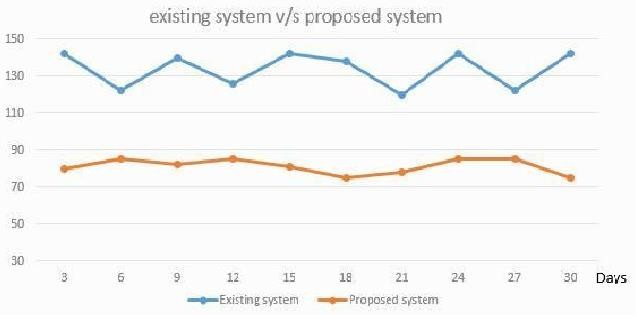 existing system v/s proposed system
150
130
110
90
70
50
30
3 6 9 12 15 18 21 24 27 30 Days
Existing system Proposed system